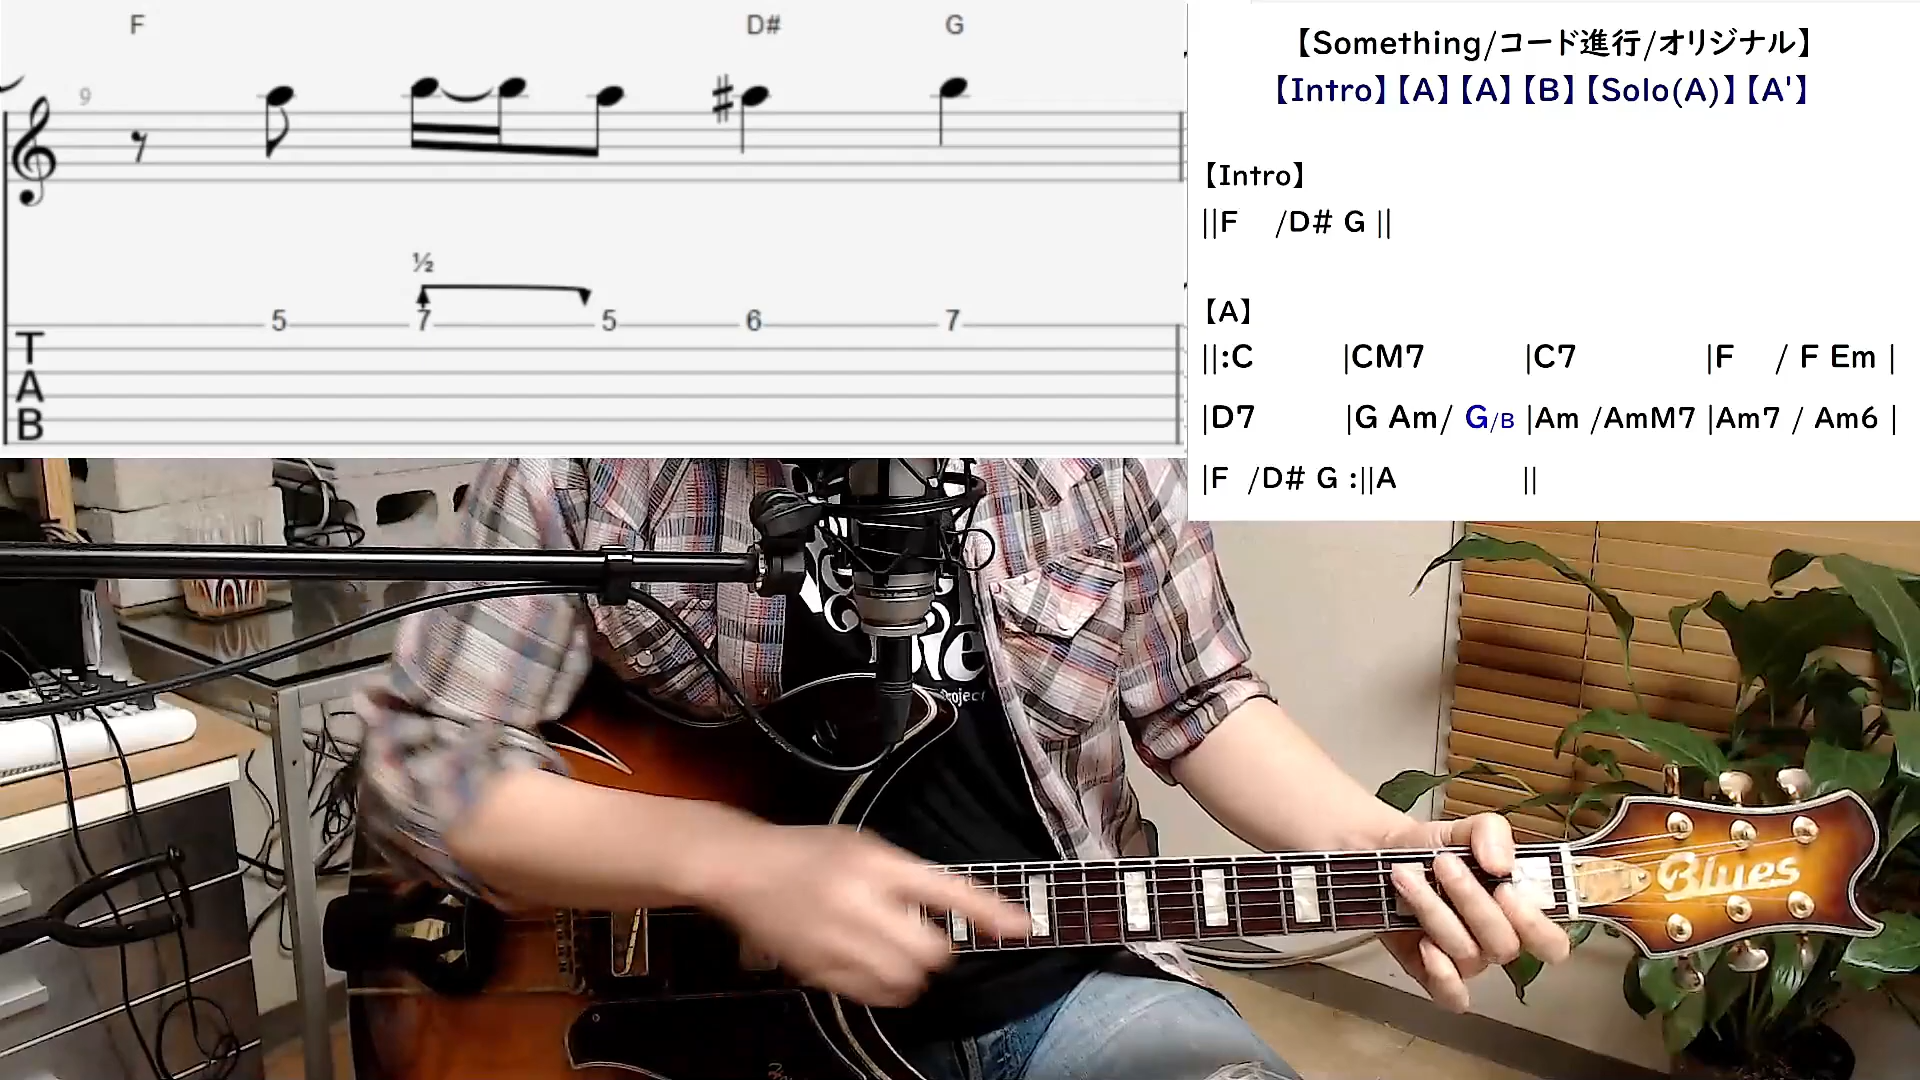 F D# G
9
½
5 7 5 6 7
T
A
B
【Something/コード進行/オリジナル】
【Intro】【A】【A】【B】【Solo(A)】【A'】
【Intro】
||F /D# G ||
【A】
||:C |CM7 |C7 |F / F Em |
|D7 |G Am/ G/B |Am /AmM7 |Am7 / Am6 |
|F /D# G :||A ||
Project
Blues